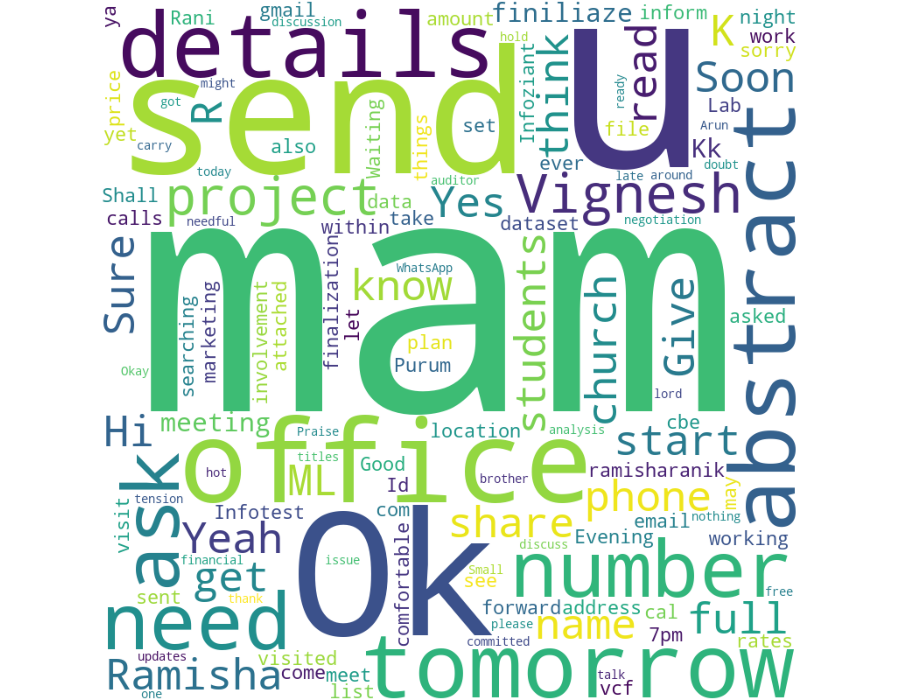 ya
Rani
gmail
discussion
amount
finiliaze
inform
night
details
hold
K
work
sorry
send
u
read
think
Infoziant
price
might
got
R
ready
Soon
yet
carry
also
Waiting
things
set
file
Lab
Arun
Kk
doubt
ever
late
around
abstracts
today
auditor
Shall
project
data
Yes
Vignesh
calls
needful
within
take
dataset
negotiation
Sure
mam
finalization
WhatsApp
know
students
church
Give
asked
searching
marketing
involvement
attached
let
plan
Purum
Okay
lord
Hi
meeting
office
Praise
location
analysis
cbe
start
ask
titles
ML
Good
hot
Id
brother
ramisharanik
may
tension
visit
Infotest
com
phone
share
email
nothing
Yeah
Ok
comfortable
Evening
working
discuss
financial
issue
get
Small
see
number
free
sent
thank
need
forward
address
cal
full
please
name
7pm
rates
committed
updates
visited
tomorrow
Ramisha
come
meet
talk
one
list
vcf